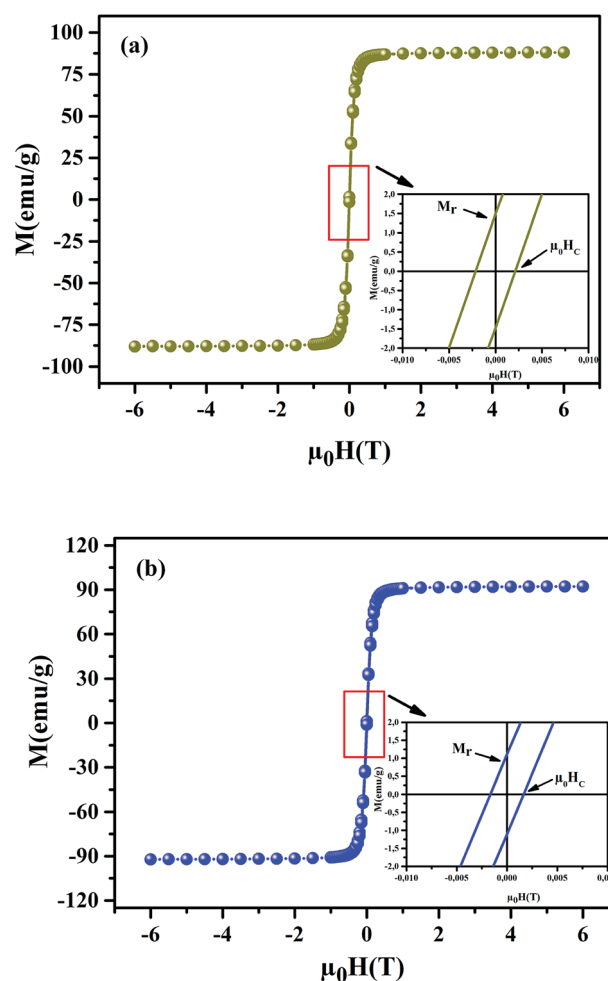 (a)
100
75
50
25
0
-25
-50
-75
-100
M(emu/g)
-6 -4 -2 0 2 4 6
μ₀H(T)
Mr
μ₀HC
2,0
1,5
1,0
0,5
0,0
-0,5
-1,0
-1,5
-2,0
M(emu/g)
-0,010 -0,005 0,000 0,005 0,010
μ₀H(T)
(b)
120
90
60
30
0
-30
-60
-90
-120
M(emu/g)
-6 -4 -2 0 2 4 6
μ₀H(T)
Mr
μ₀HC
2,0
1,5
1,0
0,5
0,0
-0,5
-1,0
-1,5
-2,0
M(emu/g)
-0,010 -0,005 0,000 0,005
μ₀H(T)